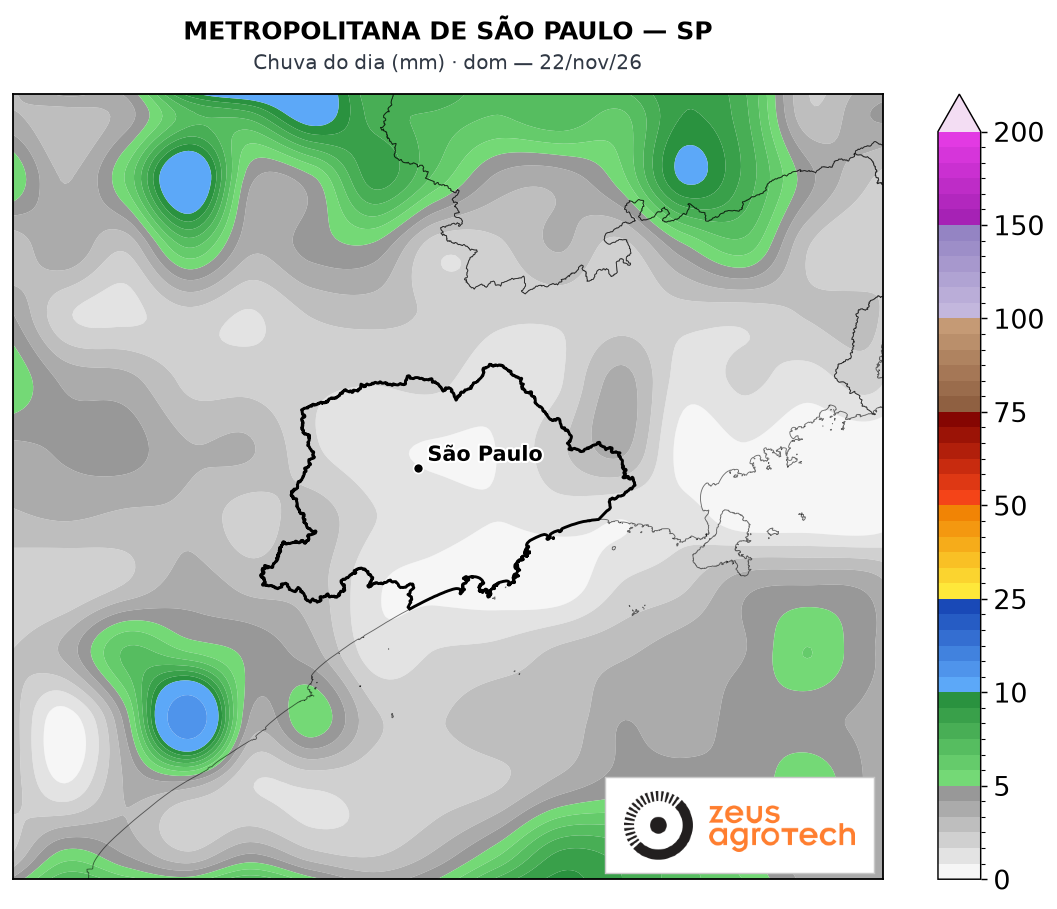 METROPOLITANA DE SÃO PAULO — SP
Chuva do dia (mm) · dom — 22/nov/26
200
150
100
75
50
25
10
5
0
São Paulo
zeus
agrotech